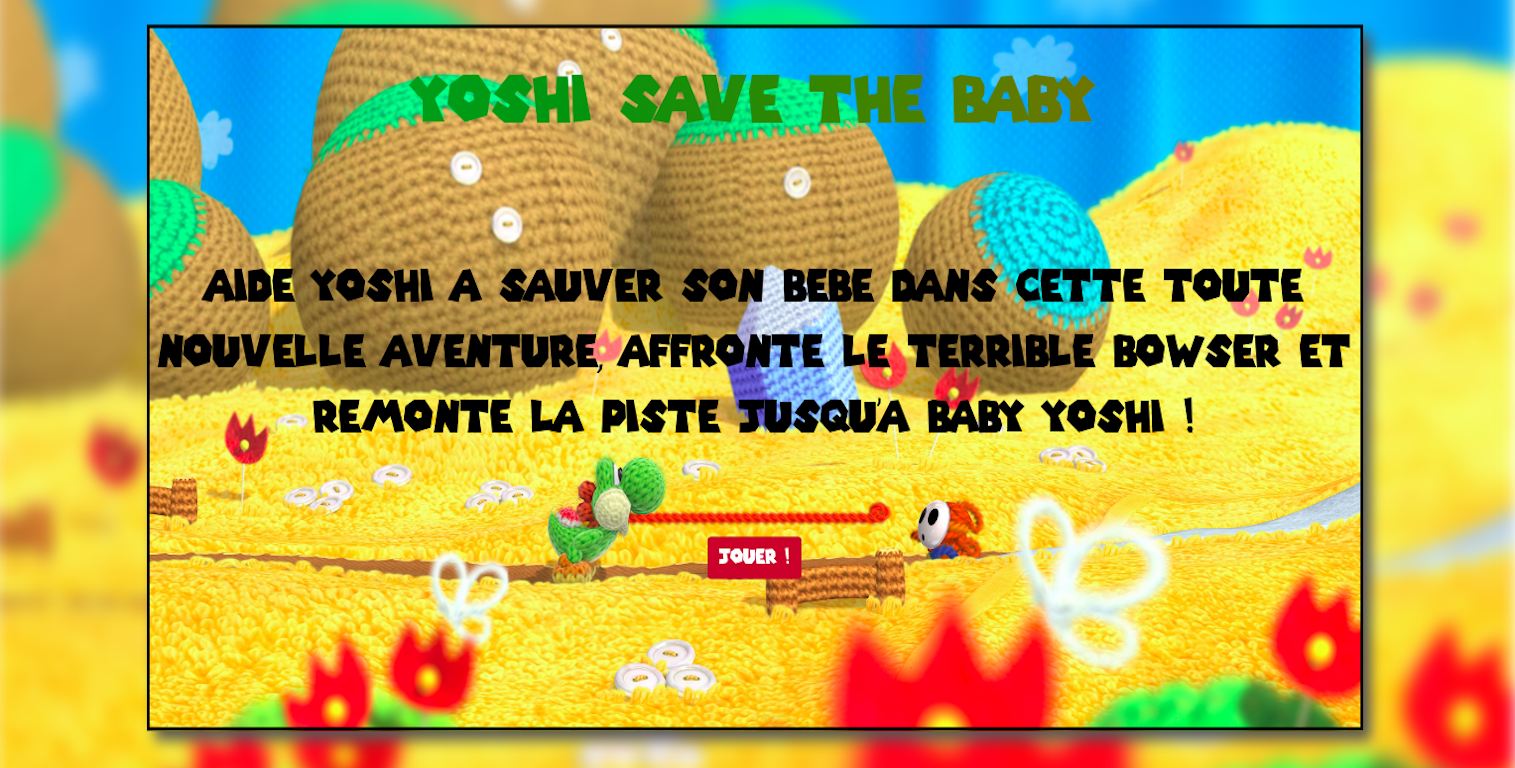 YOSHI SAVE THE BABY
AIDE YOSHI A SAUVER SON BEBE DANS CETTE TOUTE
NOUVELLE AVENTURE, AFFRONTE LE TERRIBLE BOWSER ET
REMONTE LA PISTE JUSQU'A BABY YOSHI !
JOUER !